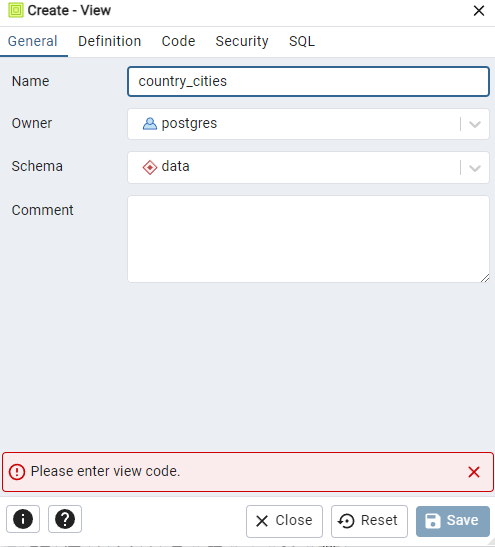 Create - View
General Definition Code Security SQL
Name country_cities
Owner postgres
Schema data
Comment
Please enter view code.
Close Reset Save